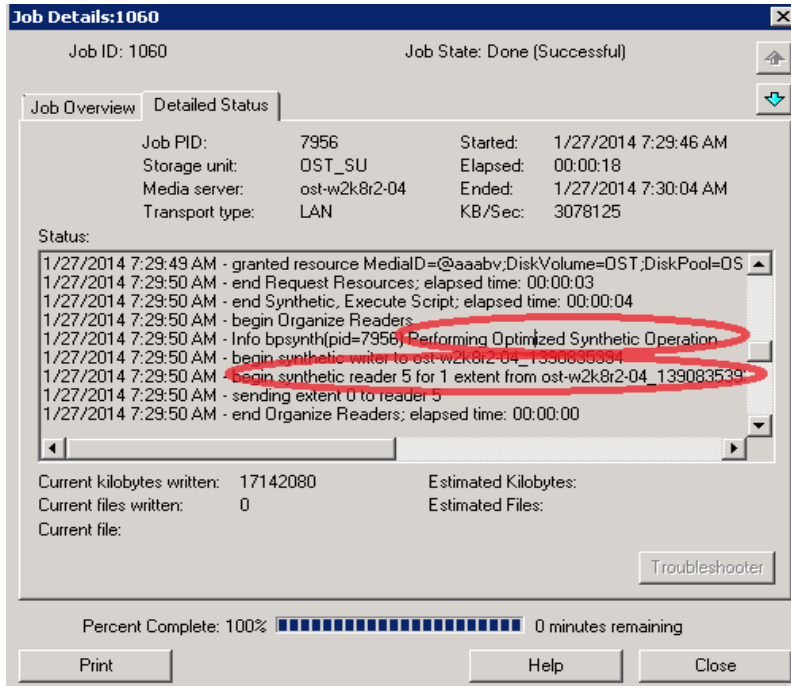 Job Details:1060
Job ID: 1060 Job State: Done (Successful)
Job Overview Detailed Status
Job PID: 7956 Started: 1/27/2014 7:29:46 AM
Storage unit: OST_SU Elapsed: 00:00:18
Media server: ost-w2k8r2-04 Ended: 1/27/2014 7:30:04 AM
Transport type: LAN KB/Sec: 3078125
Status:
1/27/2014 7:29:49 AM - granted resource MediaID=@aaabv;DiskVolume=OST;DiskPool=OS
1/27/2014 7:29:50 AM - end Request Resources; elapsed time: 00:00:03
1/27/2014 7:29:50 AM - end Synthetic, Execute Script; elapsed time: 00:00:04
1/27/2014 7:29:50 AM - begin Organize Readers
1/27/2014 7:29:50 AM - Info bpsynth(pid=7956) Performing Optimized Synthetic Operation
1/27/2014 7:29:50 AM - begin synthetic writer to ost-w2k8r2-04_1390835394
1/27/2014 7:29:50 AM - begin synthetic reader 5 for 1 extent from ost-w2k8r2-04_139083539
1/27/2014 7:29:50 AM - sending extent 0 to reader 5
1/27/2014 7:29:50 AM - end Organize Readers; elapsed time: 00:00:00
Current kilobytes written: 17142080 Estimated Kilobytes:
Current files written: 0 Estimated Files:
Current file:
Troubleshooter
Percent Complete: 100% 0 minutes remaining
Print Help Close